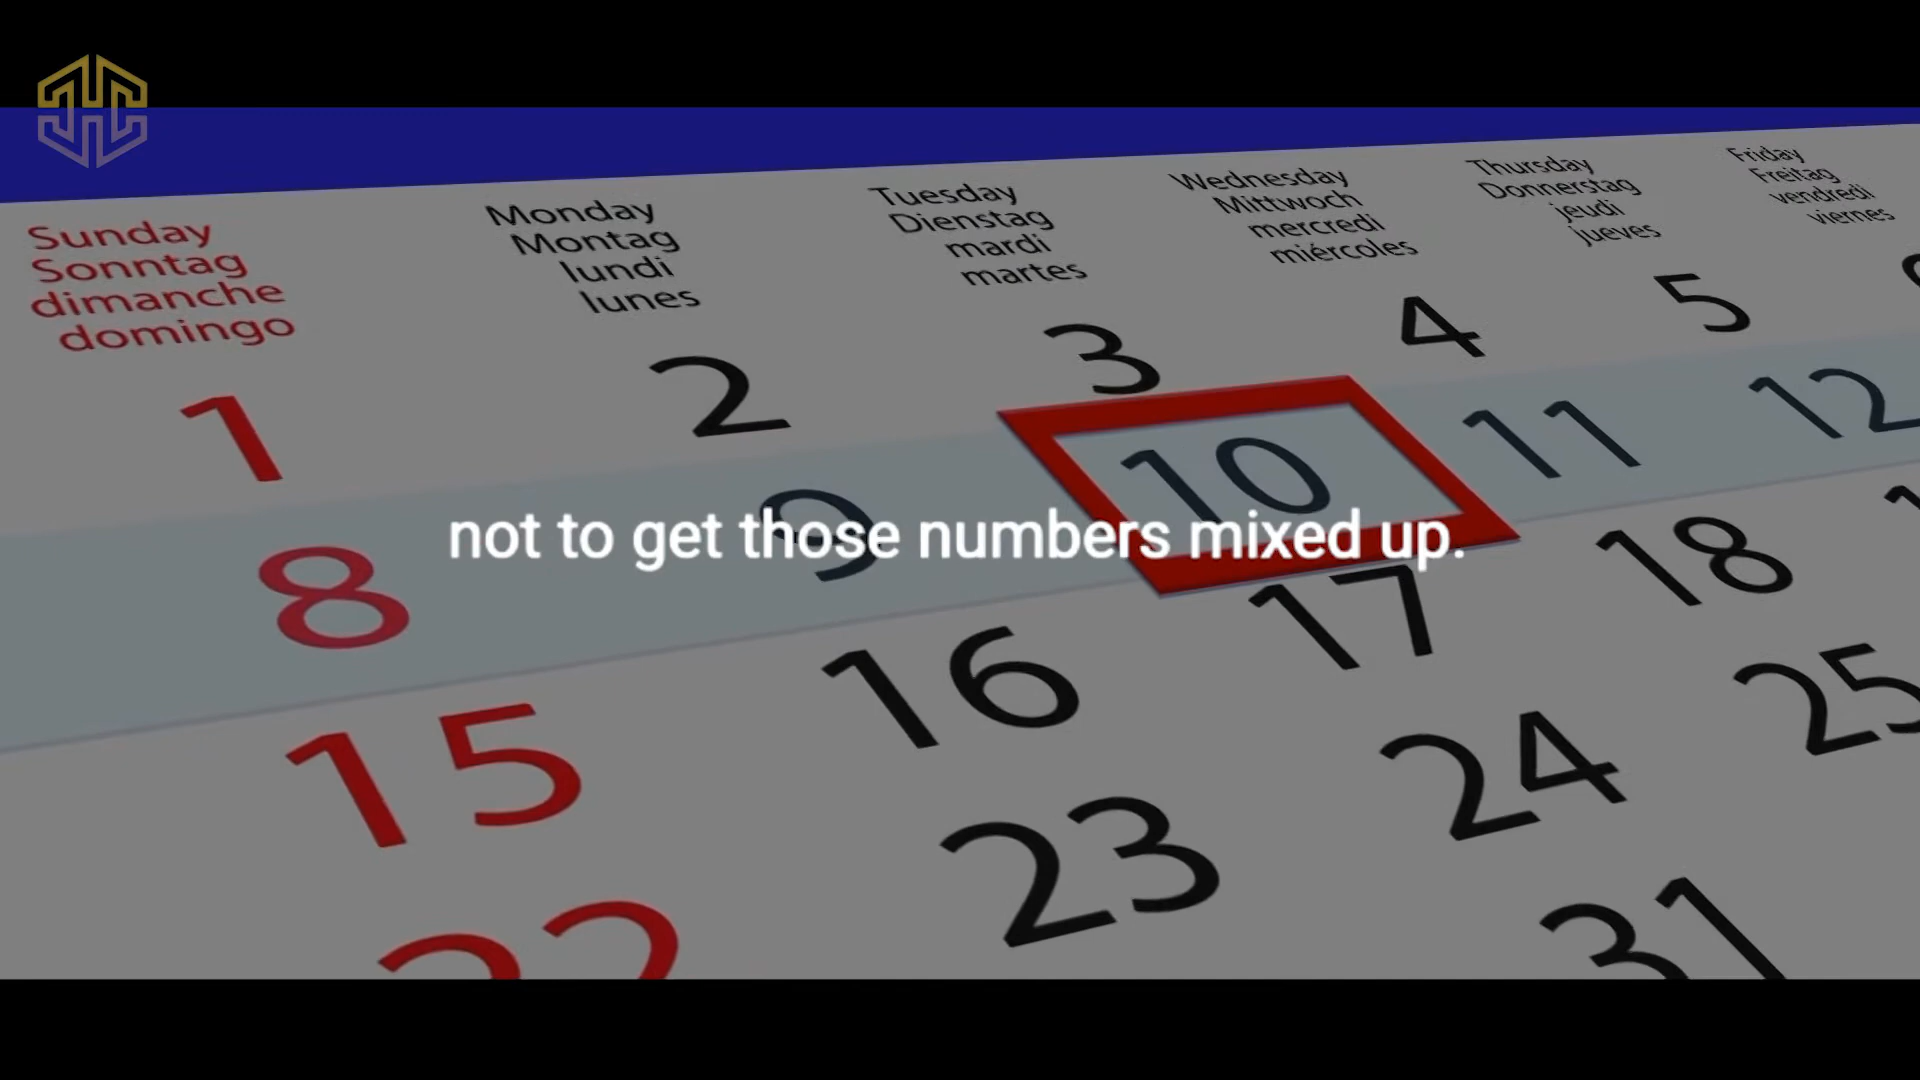 Sunday Monday Tuesday Wednesday Thursday Friday
Sonntag Montag Dienstag Mittwoch Donnerstag Freitag
dimanche lundi mardi mercredi jeudi vendredi
domingo lunes martes miércoles jueves viernes
1 2 3 4 5
8 9 10 11 12
not to get those numbers mixed up.
15 16 17 18
22 23 24 25
31